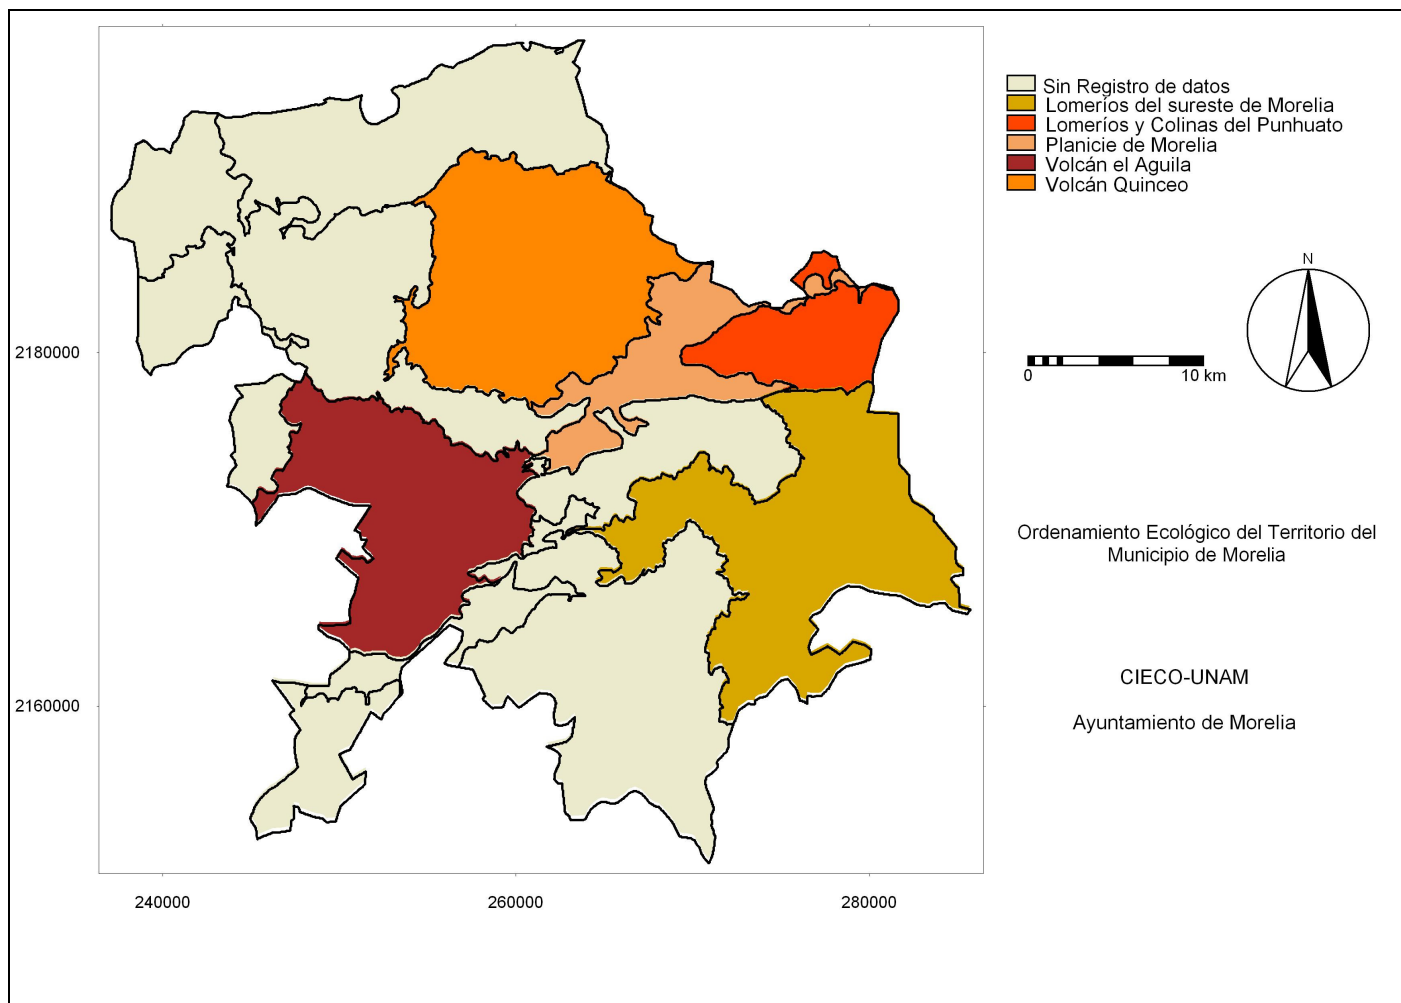 Sin Registro de datos
Lomeríos del sureste de Morelia
Lomeríos y Colinas del Punhuato
Planicie de Morelia
Volcán el Aguila
Volcán Quinceo
N
2180000
0 10 km
Ordenamiento Ecológico del Territorio del
Municipio de Morelia
CIECO-UNAM
2160000
Ayuntamiento de Morelia
240000 260000 280000